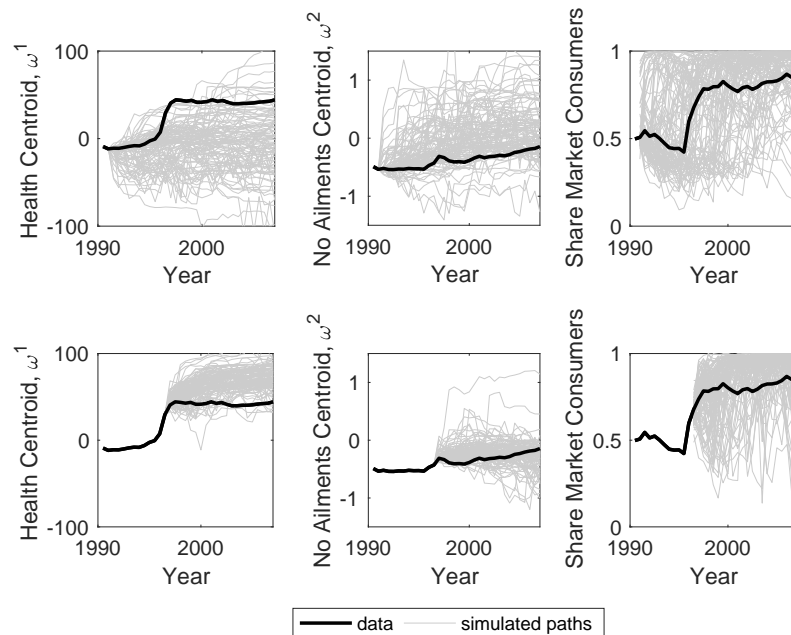 Health Centroid, ω¹
100
0
-100
1990
2000
Year
No Ailments Centroid, ω²
1
0
-1
1990
2000
Year
Share Market Consumers
1
0.5
0
1990
2000
Year
Health Centroid, ω¹
100
0
-100
1990
2000
Year
No Ailments Centroid, ω²
1
0
-1
1990
2000
Year
Share Market Consumers
1
0.5
0
1990
2000
Year
data
simulated paths